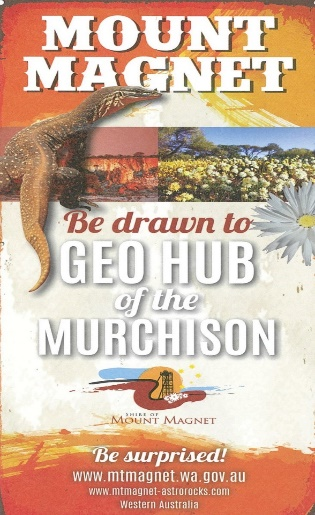 MOUNT
MAGNET
Be drawn to
GEO HUB
of the
MURCHISON
SHIRE OF
MOUNT MAGNET
Be surprised!
www.mtmagnet.wa.gov.au
www.mtmagnet-astrorocks.com
Western Australia